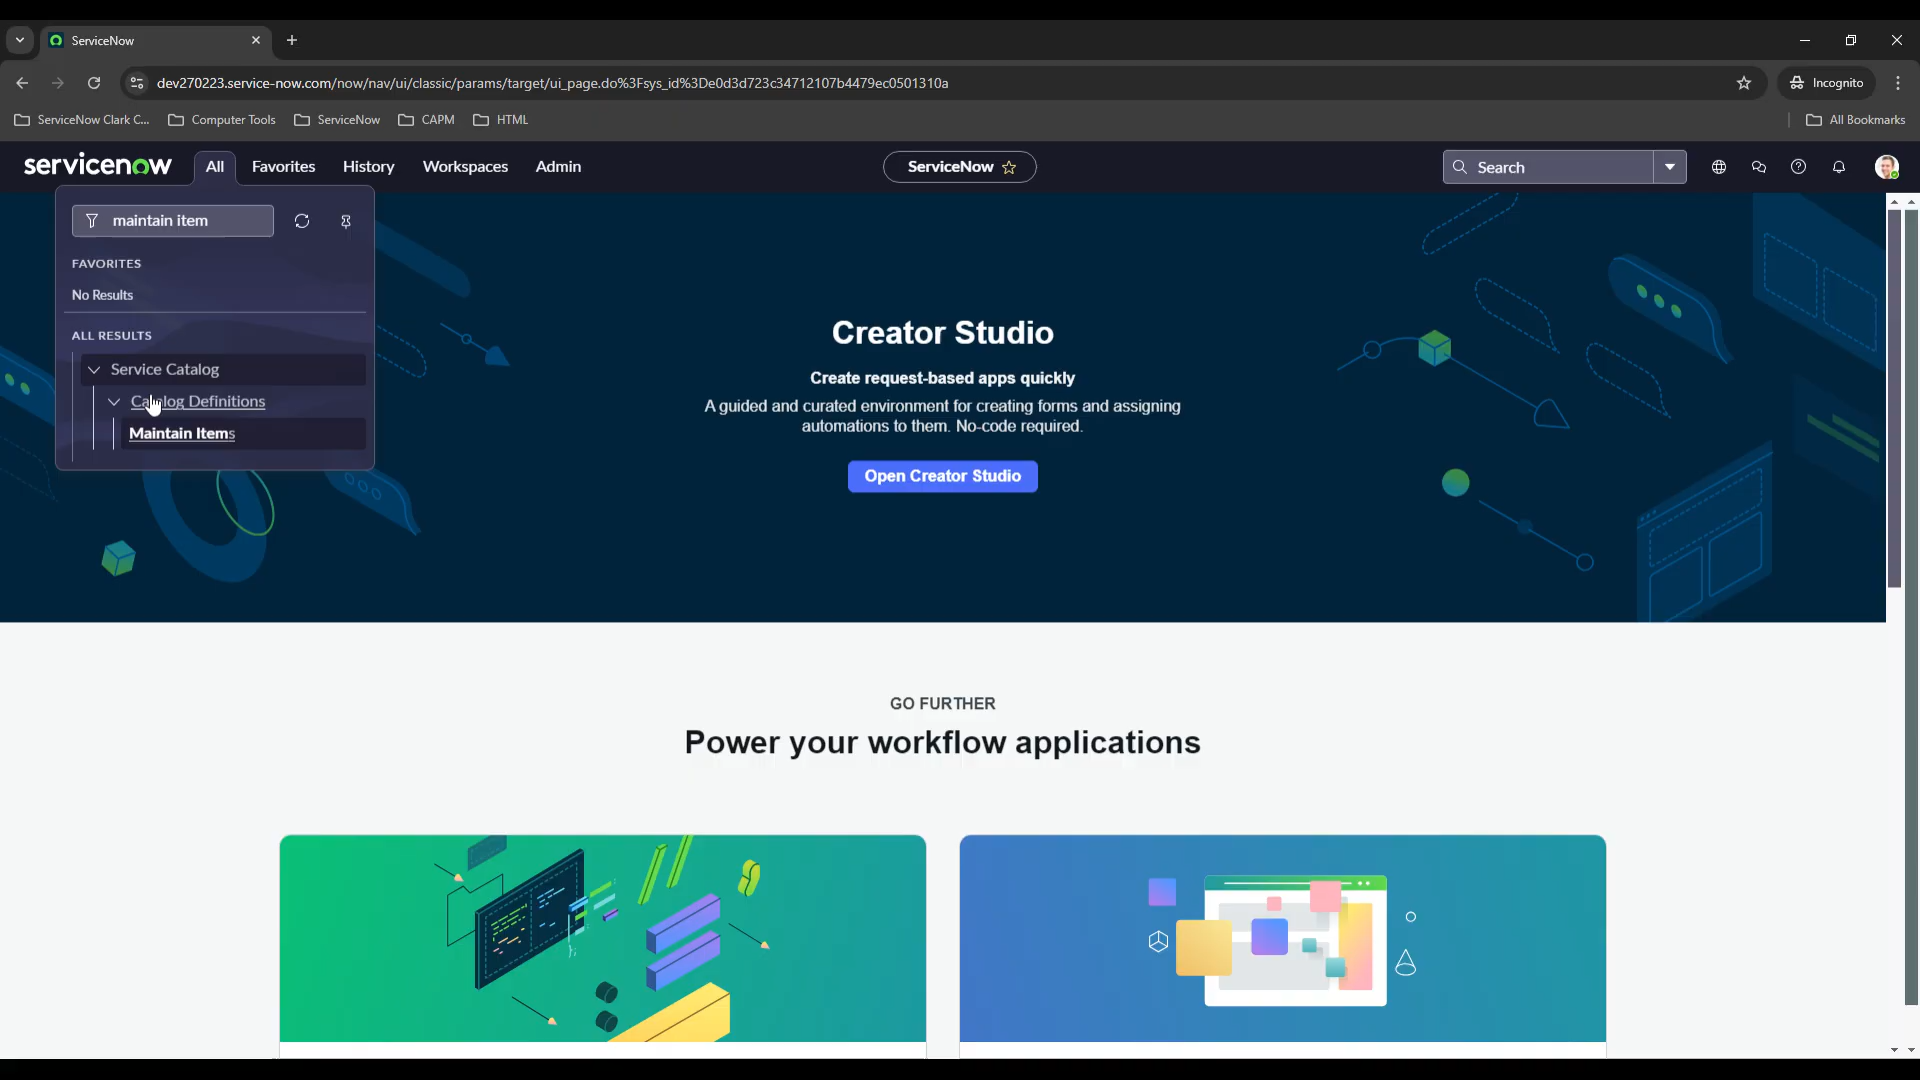 ServiceNow
dev270223.service-now.com/now/nav/ui/classic/params/target/ui_page.do%3Fsys_id%3De0d3d723c34712107b4479ec0501310a
Incognito
ServiceNow Clark C...
Computer Tools
ServiceNow
CAPM
HTML
All Bookmarks
servicenow
All
Favorites
History
Workspaces
Admin
ServiceNow
Search
maintain item
FAVORITES
No Results
ALL RESULTS
Service Catalog
Catalog Definitions
Maintain Items
Creator Studio
Create request-based apps quickly
A guided and curated environment for creating forms and assigning
automations to them. No-code required.
Open Creator Studio
GO FURTHER
Power your workflow applications